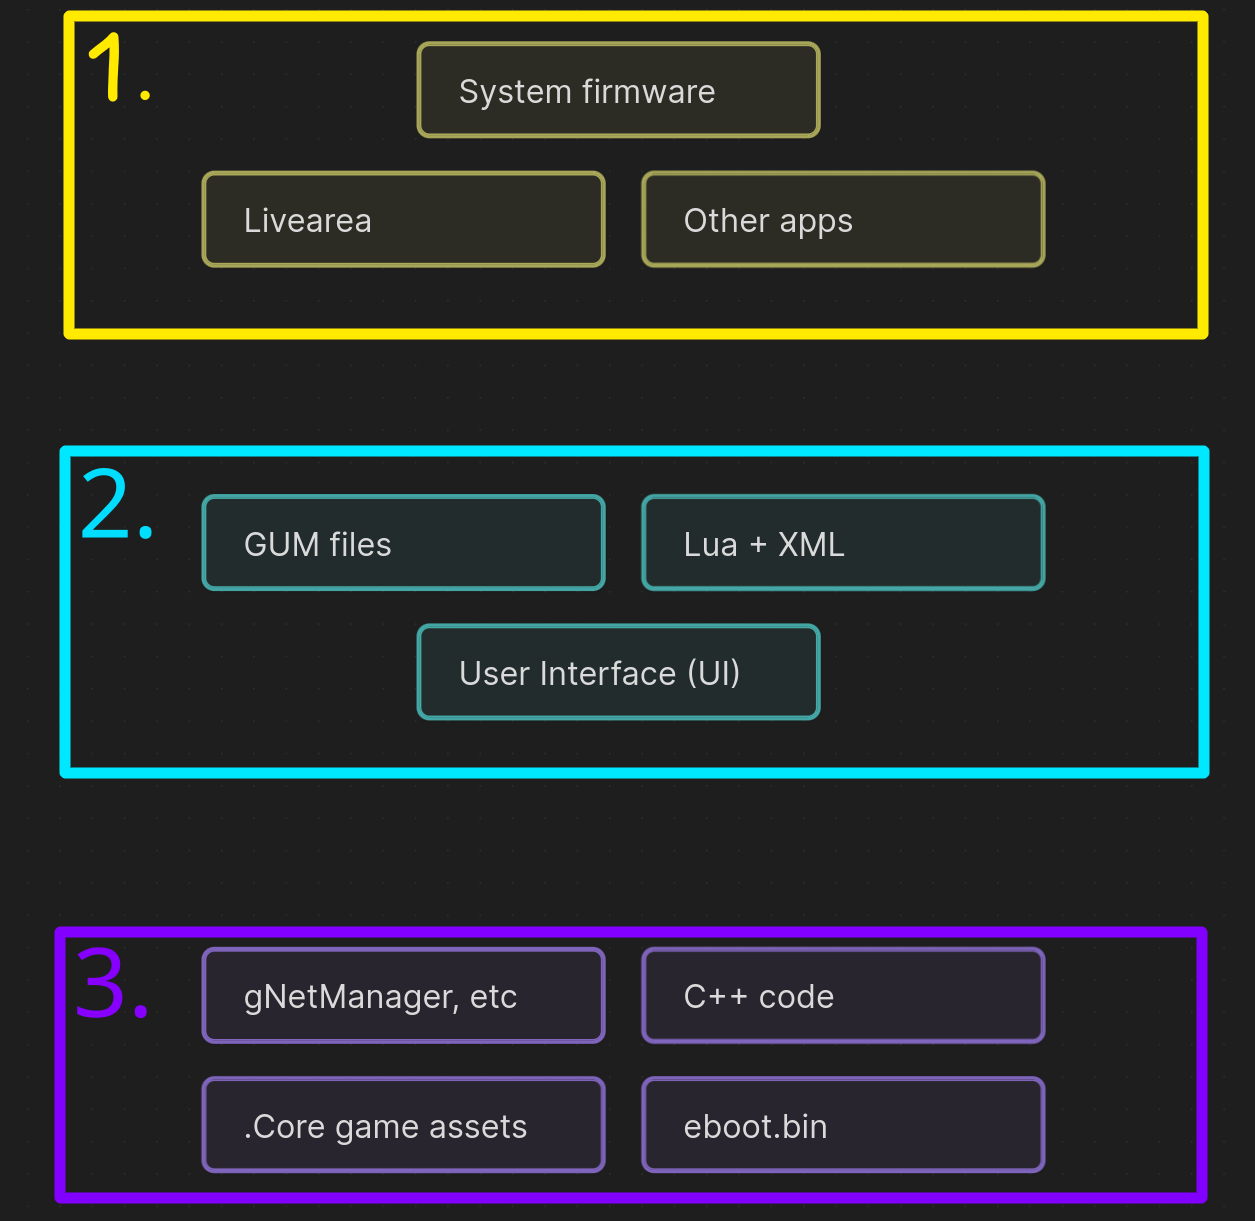 1.
System firmware
Livearea
Other apps
2.
GUM files
Lua + XML
User Interface (UI)
3.
gNetManager, etc
C++ code
.Core game assets
eboot.bin